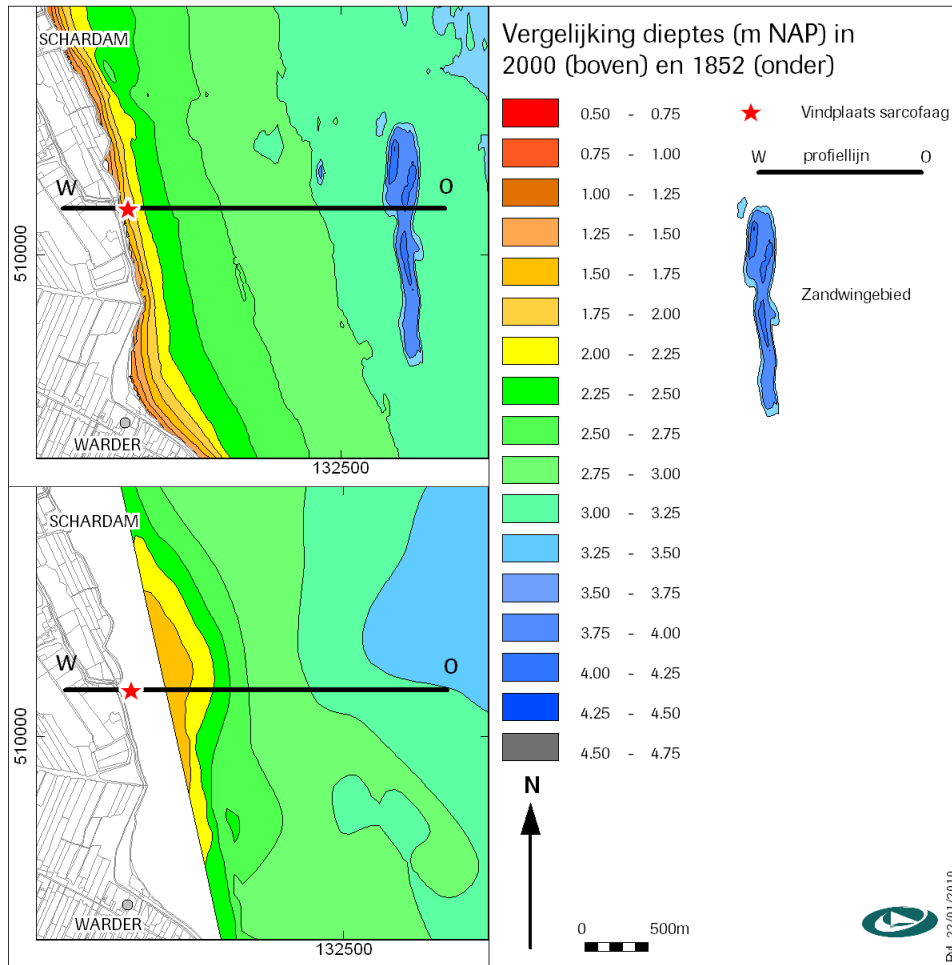 SCHARDAM
W
O
510000
WARDER
132500
SCHARDAM
W
O
510000
WARDER
132500
Vergelijking dieptes (m NAP) in
2000 (boven) en 1852 (onder)
0.50 - 0.75
0.75 - 1.00
1.00 - 1.25
1.25 - 1.50
1.50 - 1.75
1.75 - 2.00
2.00 - 2.25
2.25 - 2.50
2.50 - 2.75
2.75 - 3.00
3.00 - 3.25
3.25 - 3.50
3.50 - 3.75
3.75 - 4.00
4.00 - 4.25
4.25 - 4.50
4.50 - 4.75
Vindplaats sarcofaag
W profiellijn O
Zandwingebied
N
0 500m